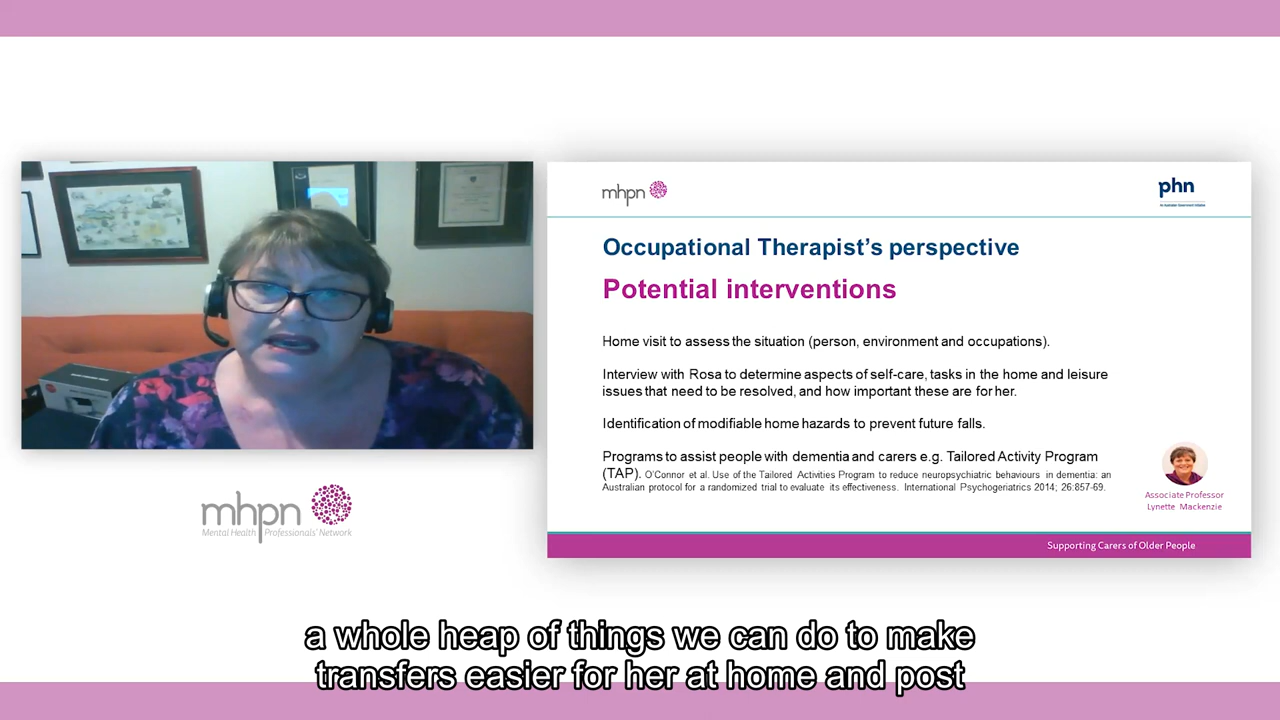 mhpn
phn
An Australian Government Initiative
Occupational Therapist's perspective
Potential interventions
Home visit to assess the situation (person, environment and occupations).
Interview with Rosa to determine aspects of self-care, tasks in the home and leisure
issues that need to be resolved, and how important these are for her.
Identification of modifiable home hazards to prevent future falls.
Programs to assist people with dementia and carers e.g. Tailored Activity Program
(TAP). O'Connor et al. Use of the Tailored Activities Program to reduce neuropsychiatric behaviours in dementia: an
Australian protocol for a randomized trial to evaluate its effectiveness. International Psychogeriatrics 2014; 26:857-69.
Associate Professor
Lynette Mackenzie
Supporting Carers of Older People
mhpn
Mental Health Professionals' Network
a whole heap of things we can do to make
transfers easier for her at home and post